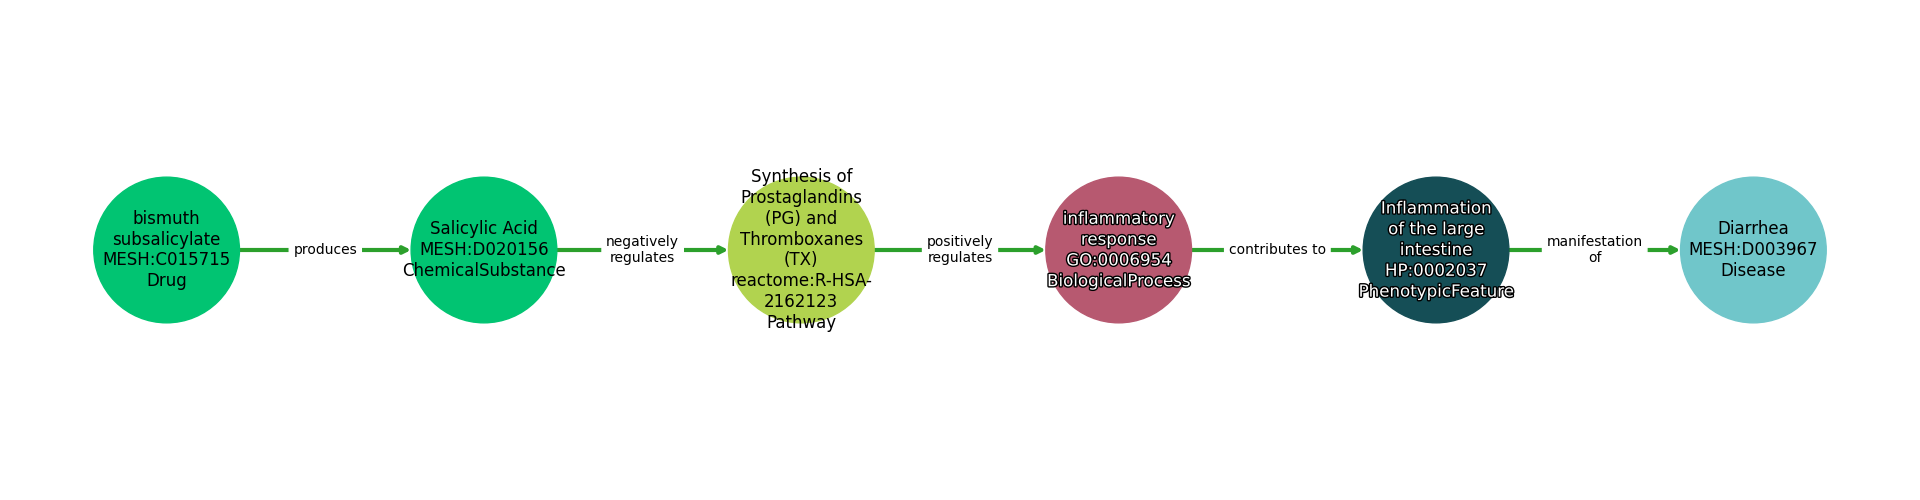 bismuth
subsalicylate
MESH:C015715
Drug
produces
Salicylic Acid
MESH:D020156
ChemicalSubstance
negatively
regulates
Synthesis of
Prostaglandins
(PG) and
Thromboxanes
(TX)
reactome:R-HSA-
2162123
Pathway
positively
regulates
inflammatory
response
GO:0006954
BiologicalProcess
contributes to
Inflammation
of the large
intestine
HP:0002037
PhenotypicFeature
manifestation
of
Diarrhea
MESH:D003967
Disease